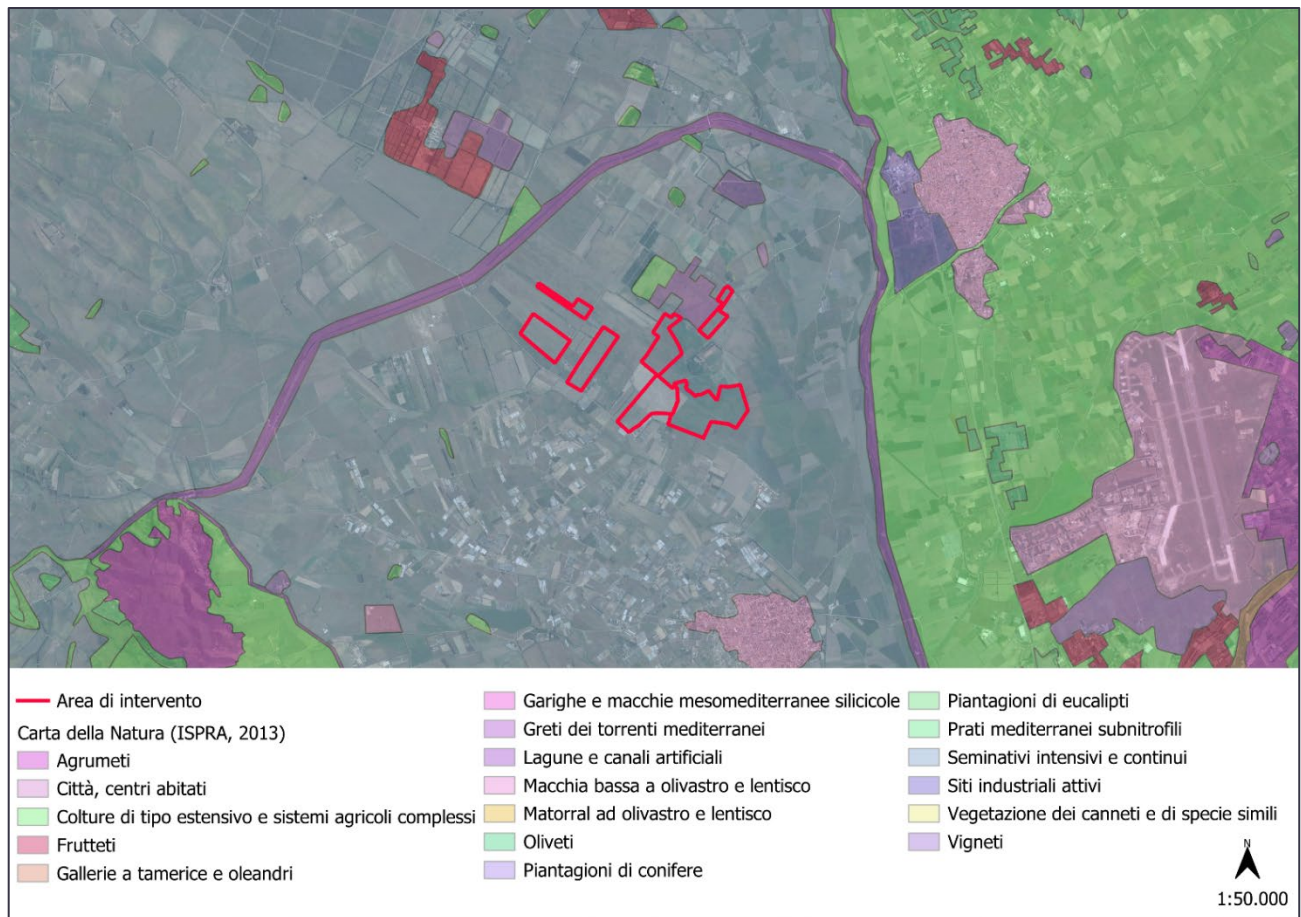 Area di intervento
Carta della Natura (ISPRA, 2013)
Agrumeti
Città, centri abitati
Colture di tipo estensivo e sistemi agricoli complessi
Frutteti
Gallerie a tamerice e oleandri
Garighe e macchie mesomediterranee silicicole
Greti dei torrenti mediterranei
Lagune e canali artificiali
Macchia bassa a olivastro e lentisco
Matorral ad olivastro e lentisco
Oliveti
Piantagioni di conifere
Piantagioni di eucalipti
Prati mediterranei subnitrofili
Seminativi intensivi e continui
Siti industriali attivi
Vegetazione dei canneti e di specie simili
Vigneti
N
1:50.000